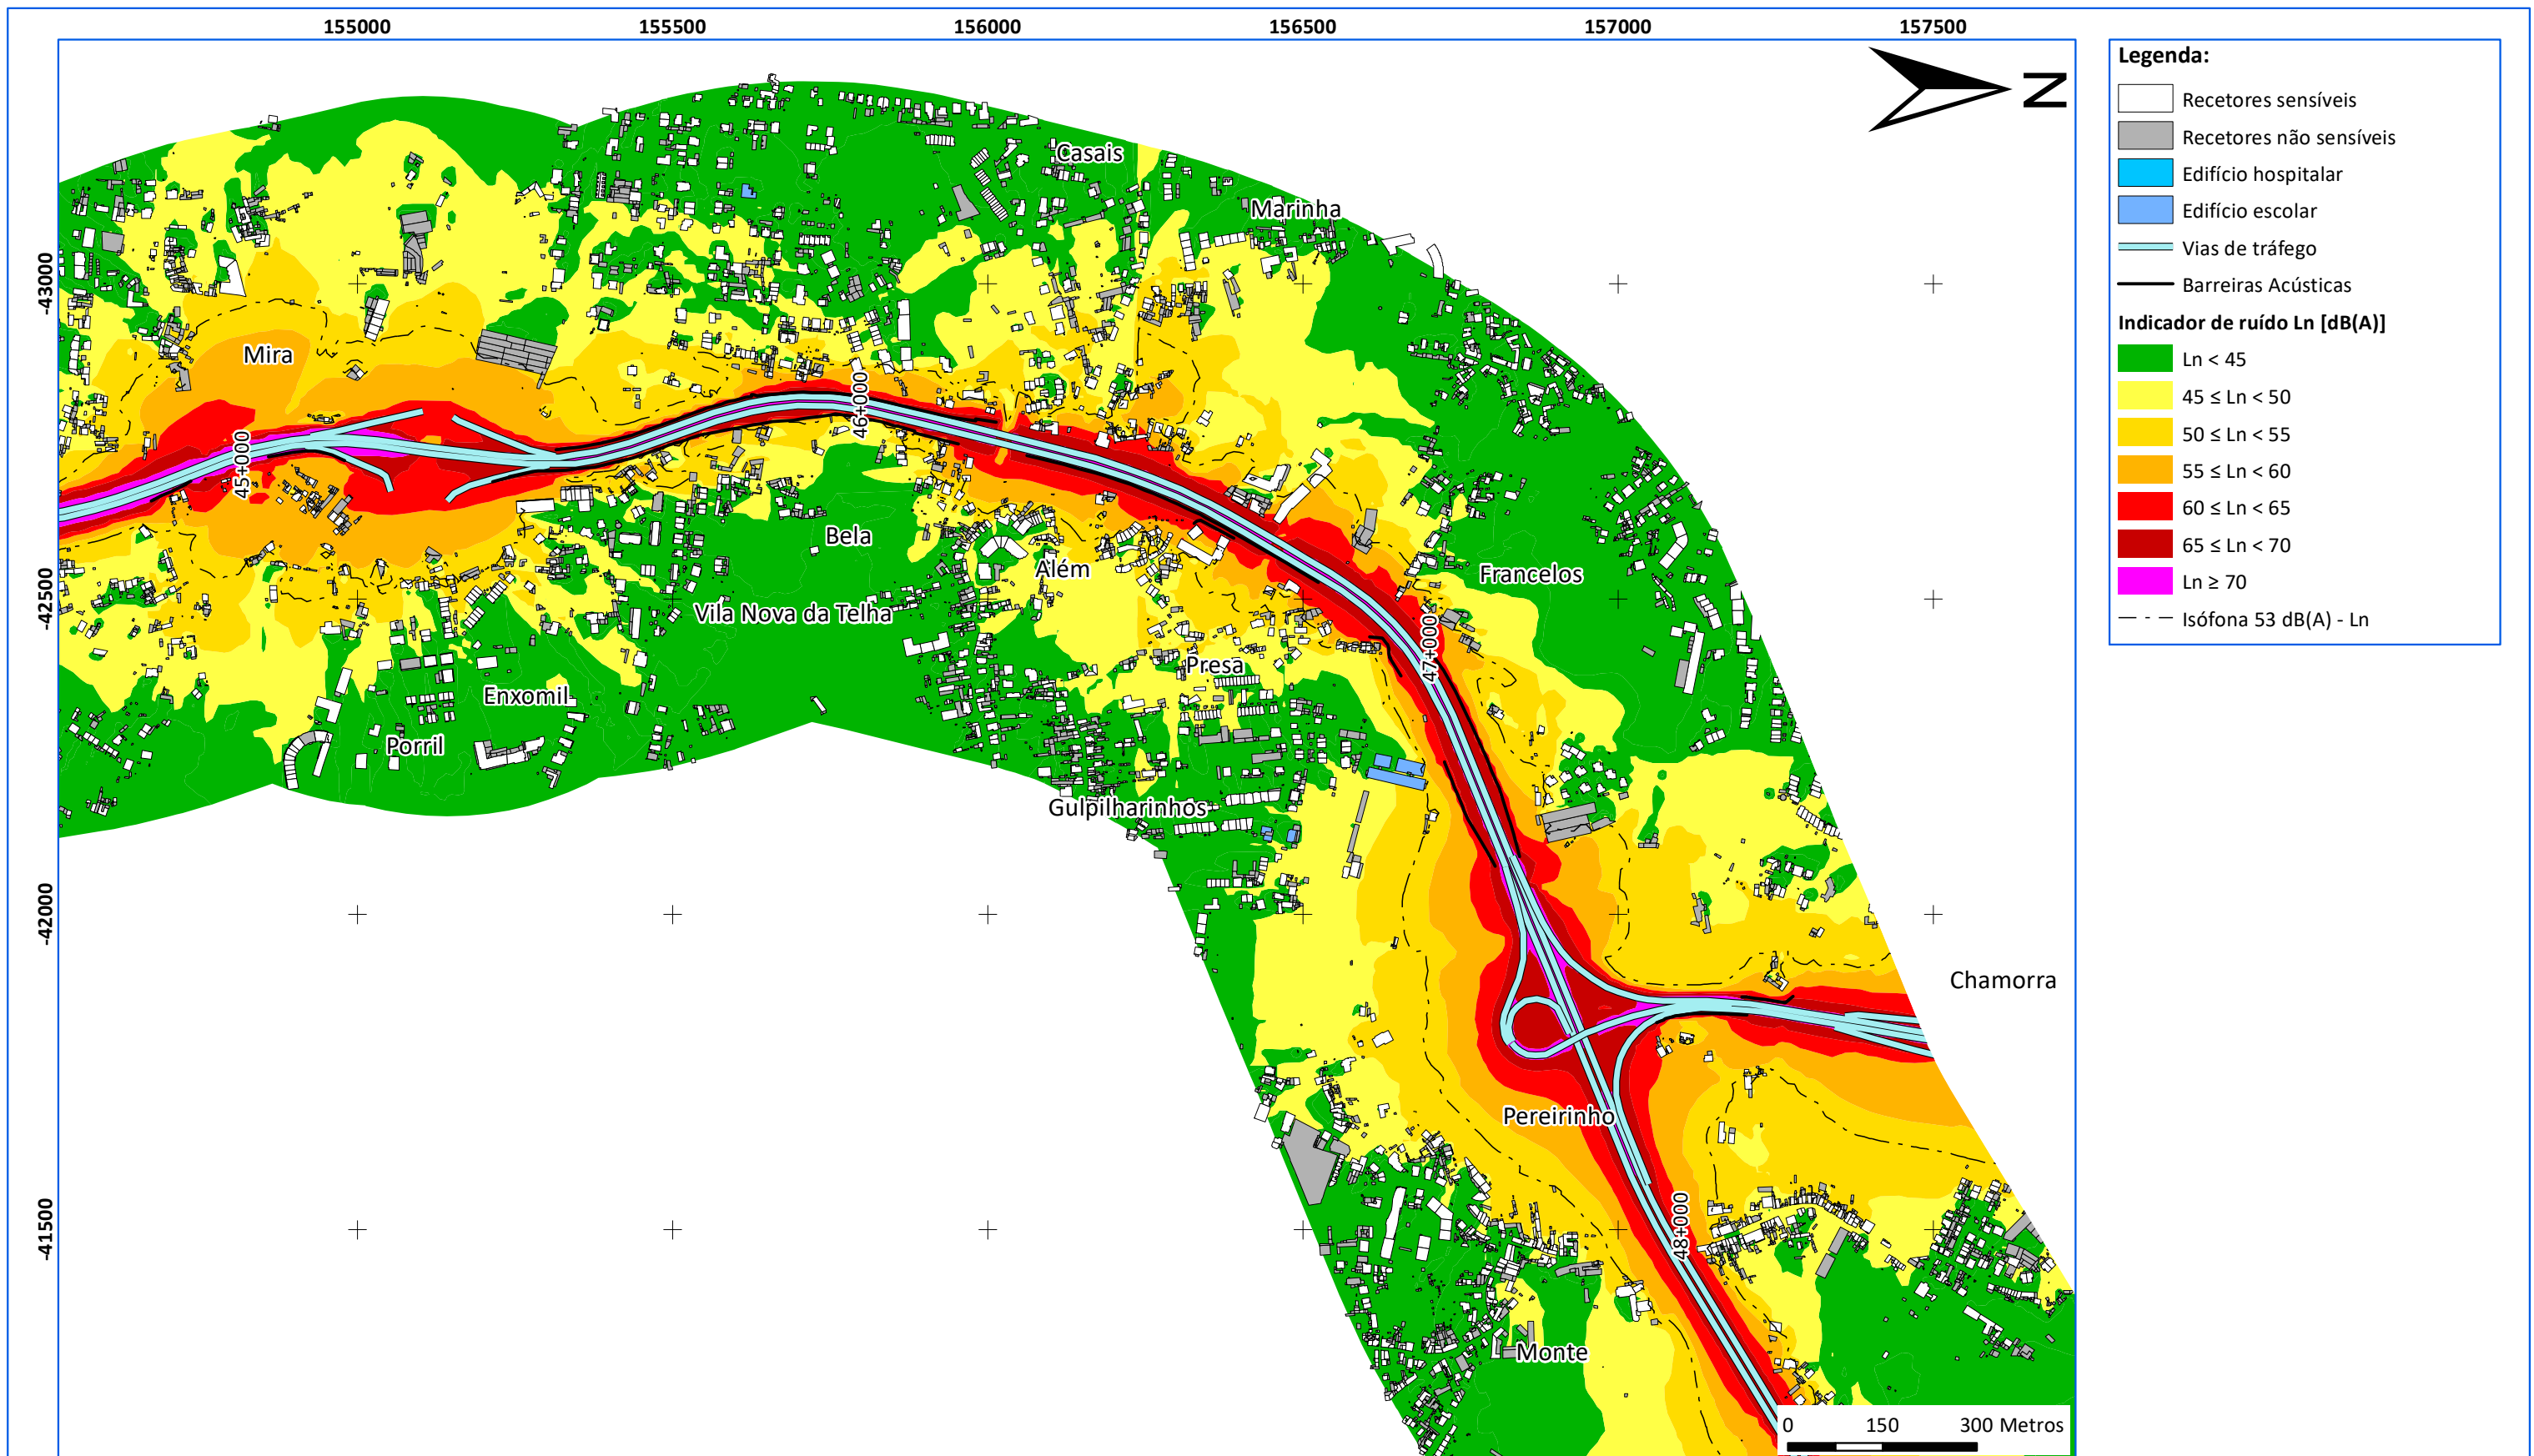 155000 155500 156000 156500 157000 157500
-43000
-42500
-42000
-41500
N
Casais
Marinha
Mira
45+000
46+000
Bela
Além
Francelos
Vila Nova da Telha
47+000
Presa
Enxomil
Porril
Gulpilharinhos
Chamorra
Pereirinho
48+000
Monte
0 150 300 Metros
Legenda:
Recetores sensíveis
Recetores não sensíveis
Edifício hospitalar
Edifício escolar
Vias de tráfego
Barreiras Acústicas
Indicador de ruído Ln [dB(A)]
Ln < 45
45 ≤ Ln < 50
50 ≤ Ln < 55
55 ≤ Ln < 60
60 ≤ Ln < 65
65 ≤ Ln < 70
Ln ≥ 70
Isófona 53 dB(A) - Ln